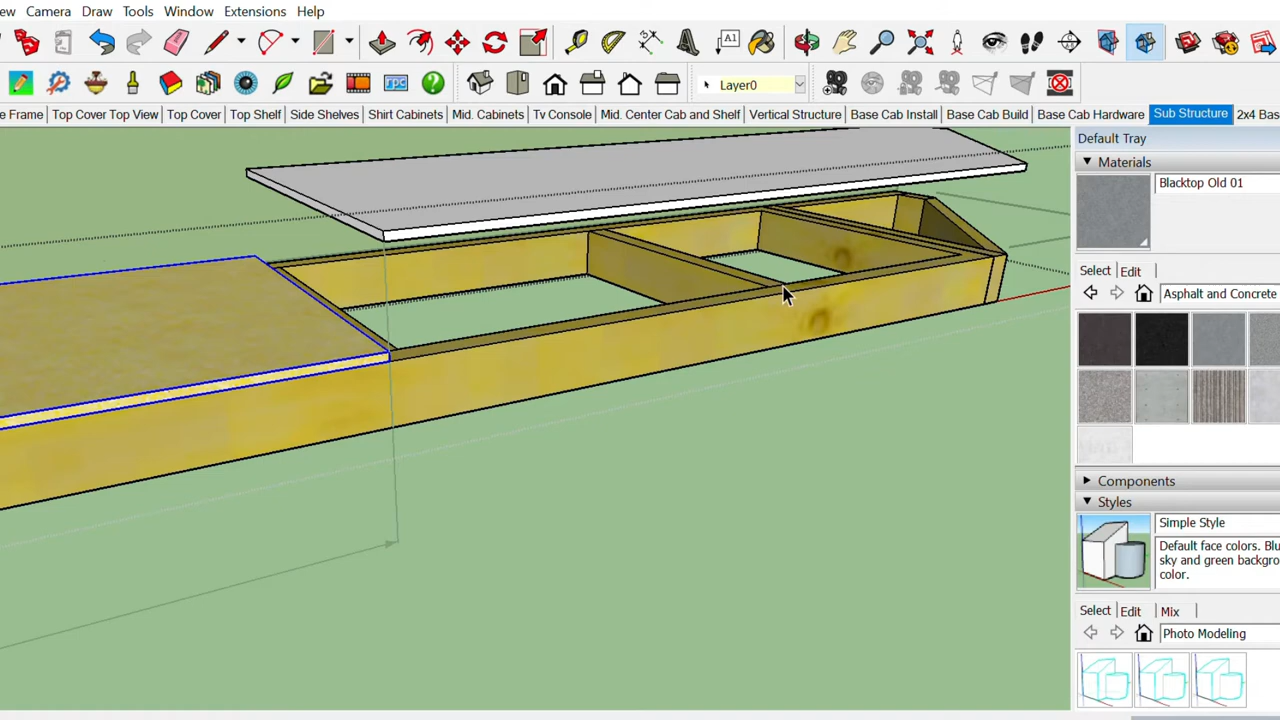 ew Camera Draw Tools Window Extensions Help
A1
Layer0
rpc
e Frame Top Cover Top View Top Cover Top Shelf Side Shelves Shirt Cabinets Mid. Cabinets Tv Console Mid. Center Cab and Shelf Vertical Structure Base Cab Install Base Cab Build Base Cab Hardware Sub Structure 2x4 Bas
Default Tray
Materials
Blacktop Old 01
Select Edit
Asphalt and Concrete
Components
Styles
Simple Style
Default face colors. Blu
sky and green backgro
color.
Select Edit Mix
Photo Modeling